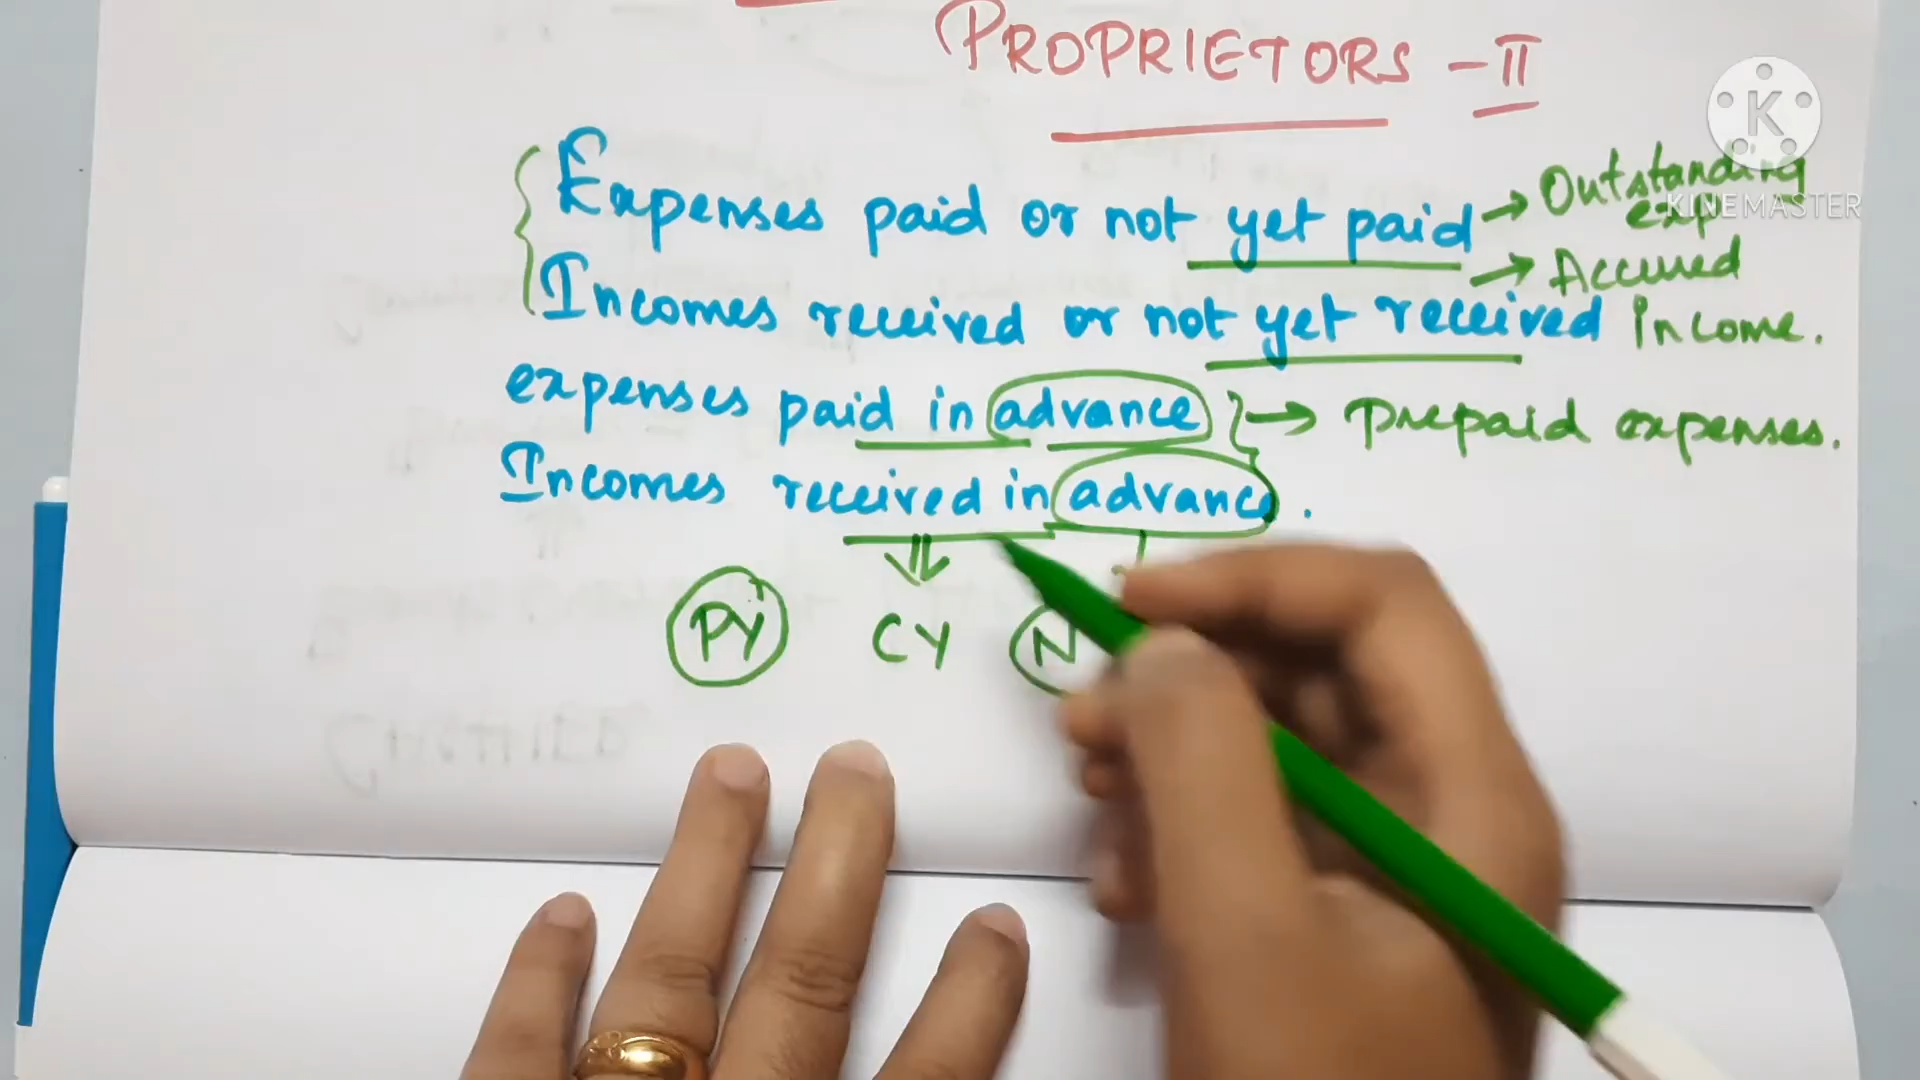 PROPRIETORS - II
Expenses paid or not yet paid → Outstanding exp
Incomes received or not yet received → Accured income.
expenses paid in advance → Prepaid expenses.
Incomes received in advance.
PY CY N
K
KINEMASTER